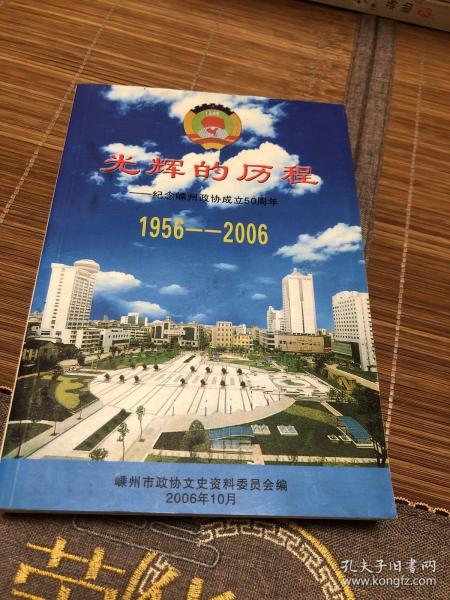 光辉的历程
——纪念嵊州政协成立50周年
1956——2006
嵊州市政协文史资料委员会编
2006年10月
孔夫子旧书网
www.kongfz.com